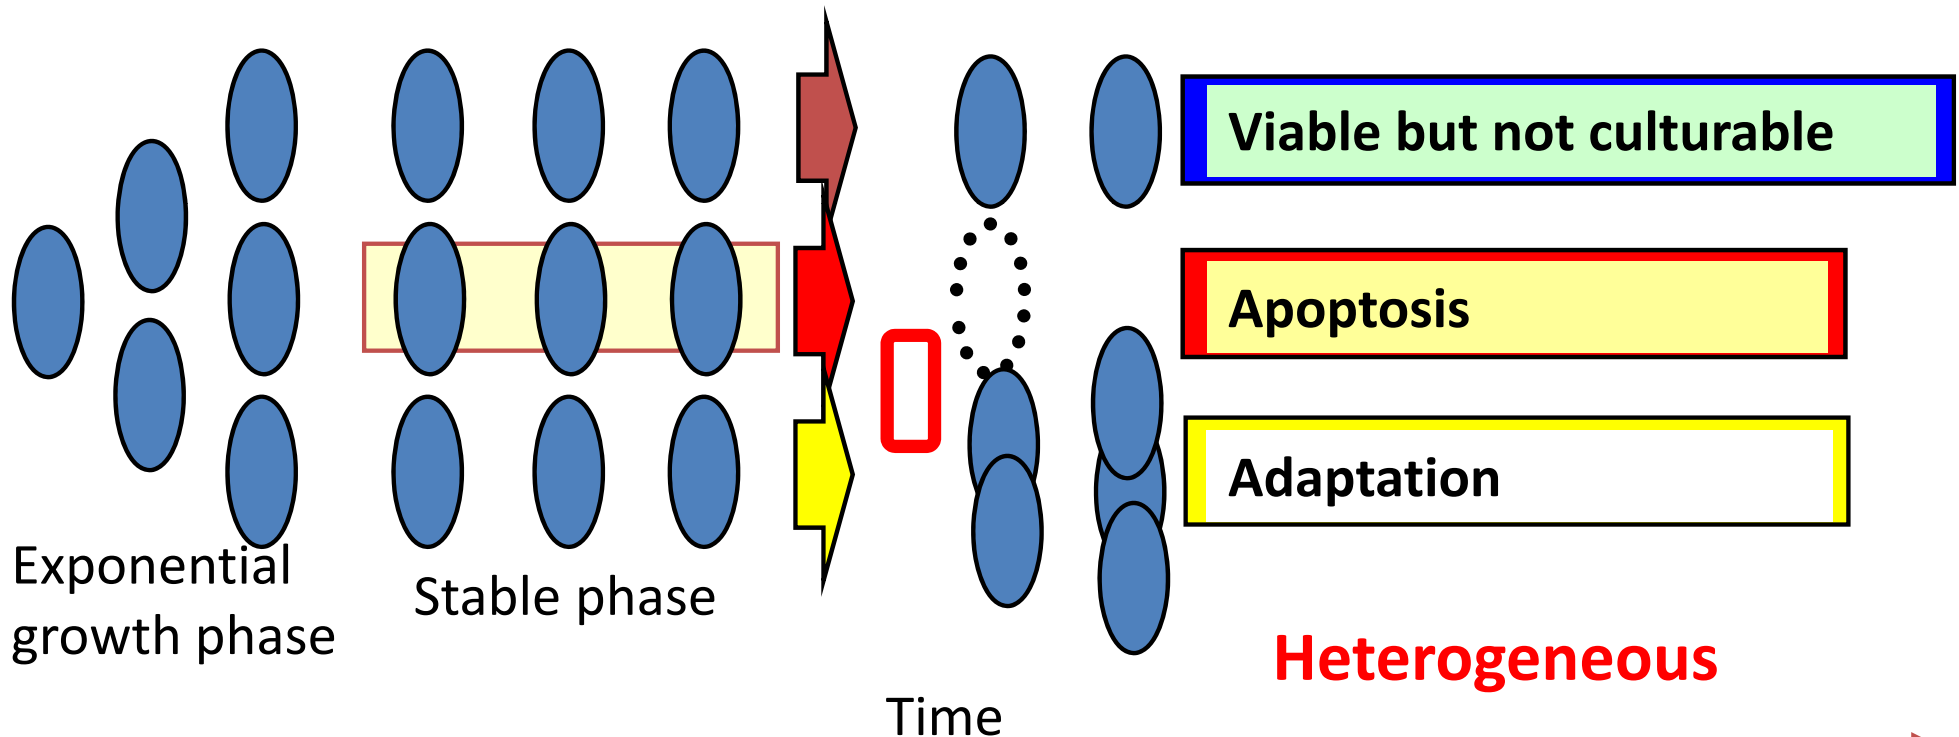 Viable but not culturable
Apoptosis
Adaptation
Exponential
growth phase
Stable phase
Heterogeneous
Time